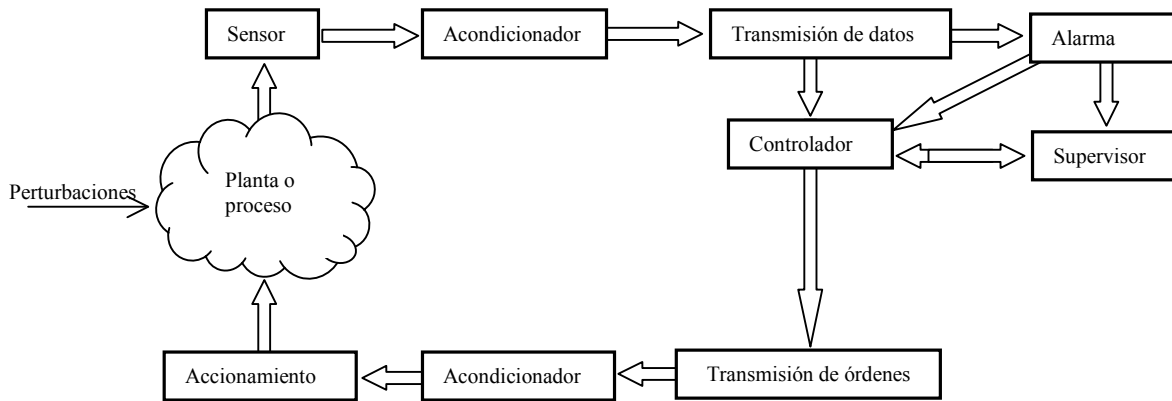 Sensor
Acondicionador
Transmisión de datos
Alarma
Controlador
Supervisor
Planta o
proceso
Perturbaciones
Accionamiento
Acondicionador
Transmisión de órdenes